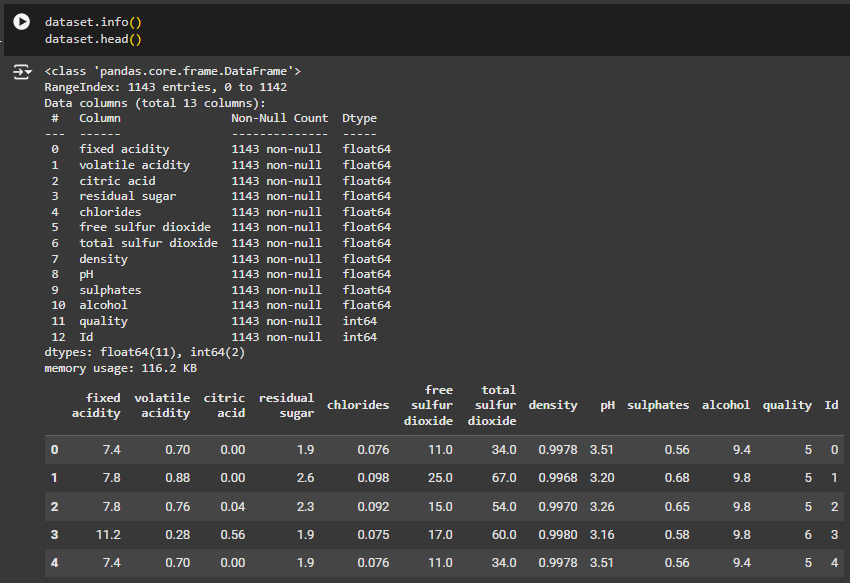 dataset.info()
dataset.head()
<class 'pandas.core.frame.DataFrame'>
RangeIndex: 1143 entries, 0 to 1142
Data columns (total 13 columns):
 #   Column                Non-Null Count  Dtype
---  ------                --------------  -----
 0   fixed acidity         1143 non-null   float64
 1   volatile acidity      1143 non-null   float64
 2   citric acid           1143 non-null   float64
 3   residual sugar        1143 non-null   float64
 4   chlorides             1143 non-null   float64
 5   free sulfur dioxide   1143 non-null   float64
 6   total sulfur dioxide  1143 non-null   float64
 7   density               1143 non-null   float64
 8   pH                    1143 non-null   float64
 9   sulphates             1143 non-null   float64
 10  alcohol               1143 non-null   float64
 11  quality               1143 non-null   int64
 12  Id                    1143 non-null   int64
dtypes: float64(11), int64(2)
memory usage: 116.2 KB
fixed acidity volatile acidity citric acid residual sugar chlorides free sulfur dioxide total sulfur dioxide density pH sulphates alcohol quality Id
0 7.4 0.70 0.00 1.9 0.076 11.0 34.0 0.9978 3.51 0.56 9.4 5 0
1 7.8 0.88 0.00 2.6 0.098 25.0 67.0 0.9968 3.20 0.68 9.8 5 1
2 7.8 0.76 0.04 2.3 0.092 15.0 54.0 0.9970 3.26 0.65 9.8 5 2
3 11.2 0.28 0.56 1.9 0.075 17.0 60.0 0.9980 3.16 0.58 9.8 6 3
4 7.4 0.70 0.00 1.9 0.076 11.0 34.0 0.9978 3.51 0.56 9.4 5 4